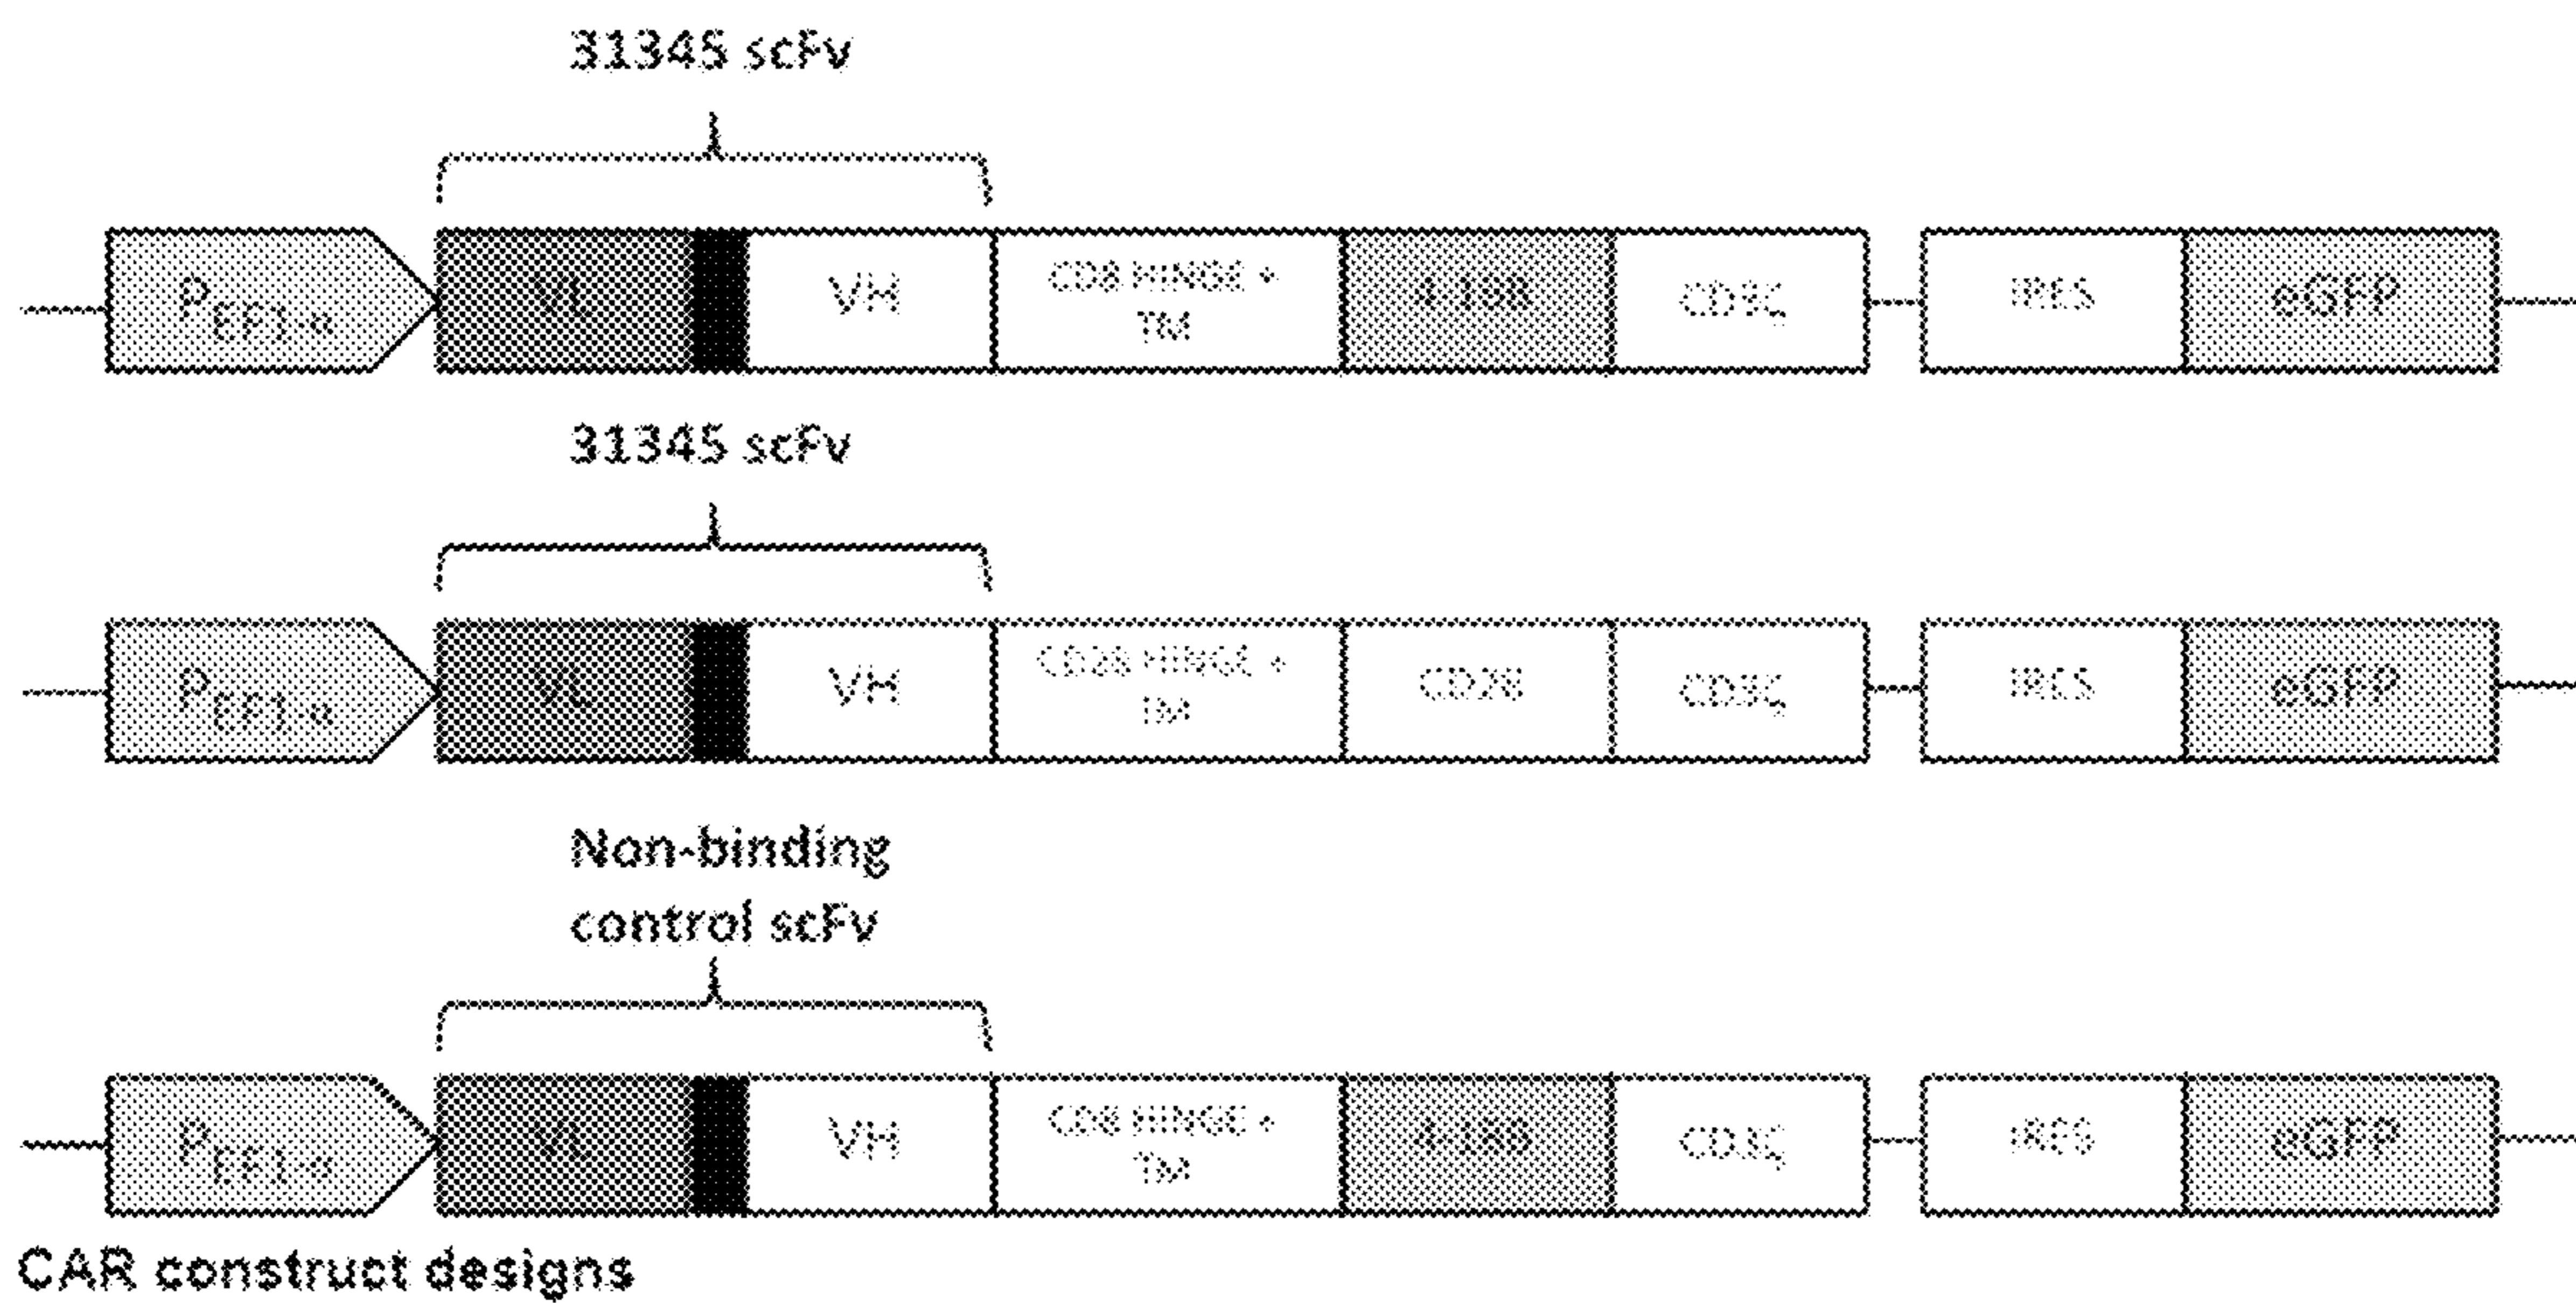 31345 scFv
PEF1-α VL VH CD8 HINGE + TM 4-1BB CD3ζ IRES eGFP
31345 scFv
PEF1-α VL VH CD28 HINGE + TM CD28 CD3ζ IRES eGFP
Non-binding
control scFv
PEF1-α VL VH CD8 HINGE + TM 4-1BB CD3ζ IRES eGFP
CAR construct designs